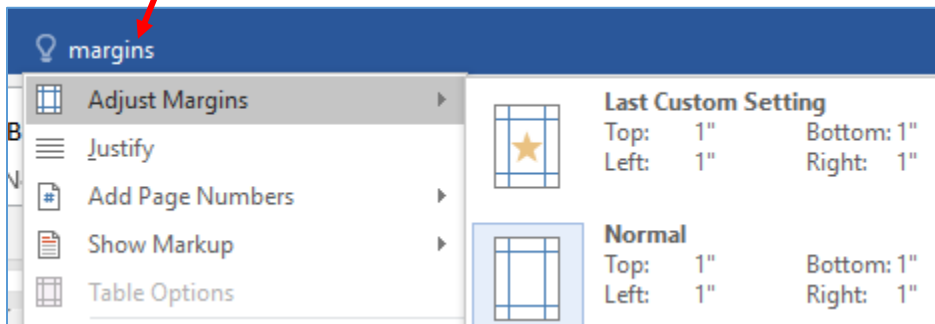 margins
Adjust Margins
Justify
Add Page Numbers
Show Markup
Table Options
Last Custom Setting
Top: 1" Bottom: 1"
Left: 1" Right: 1"
Normal
Top: 1" Bottom: 1"
Left: 1" Right: 1"